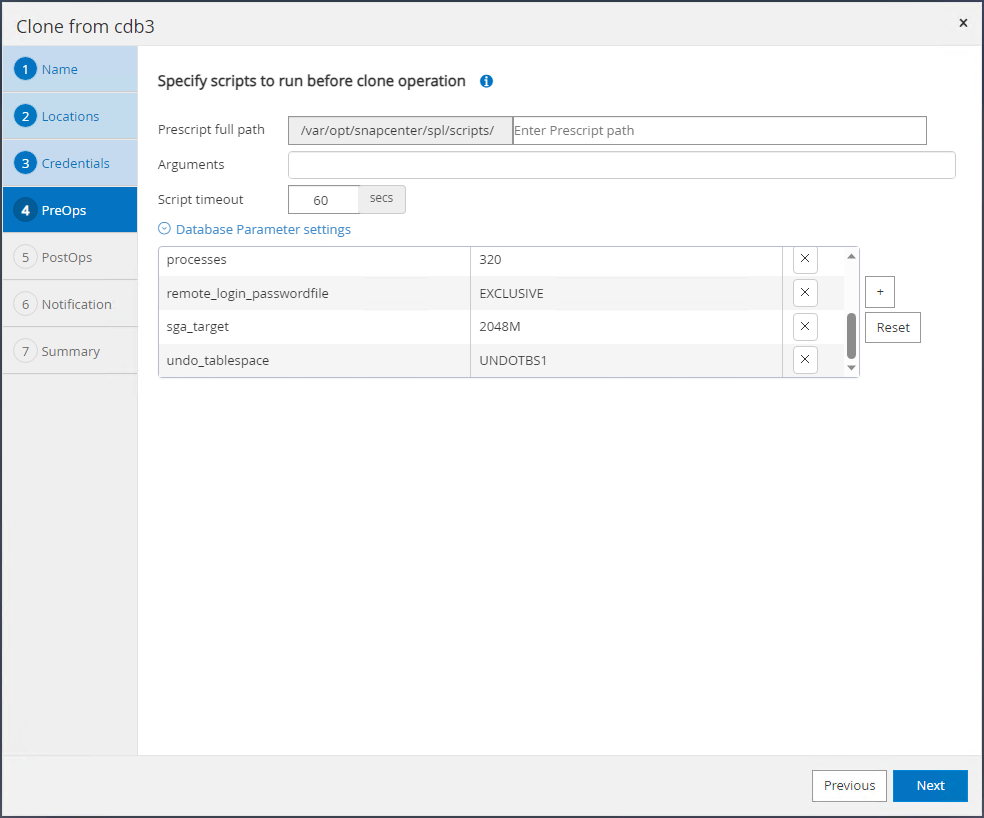 Clone from cdb3
×
1 Name
2 Locations
3 Credentials
4 PreOps
5 PostOps
6 Notification
7 Summary
Specify scripts to run before clone operation i
Prescript full path /var/opt/snapcenter/spl/scripts/ Enter Prescript path
Arguments
Script timeout 60 secs
Database Parameter settings
processes 320 ×
remote_login_passwordfile EXCLUSIVE ×
sga_target 2048M ×
undo_tablespace UNDOTBS1 ×
+
Reset
Previous Next